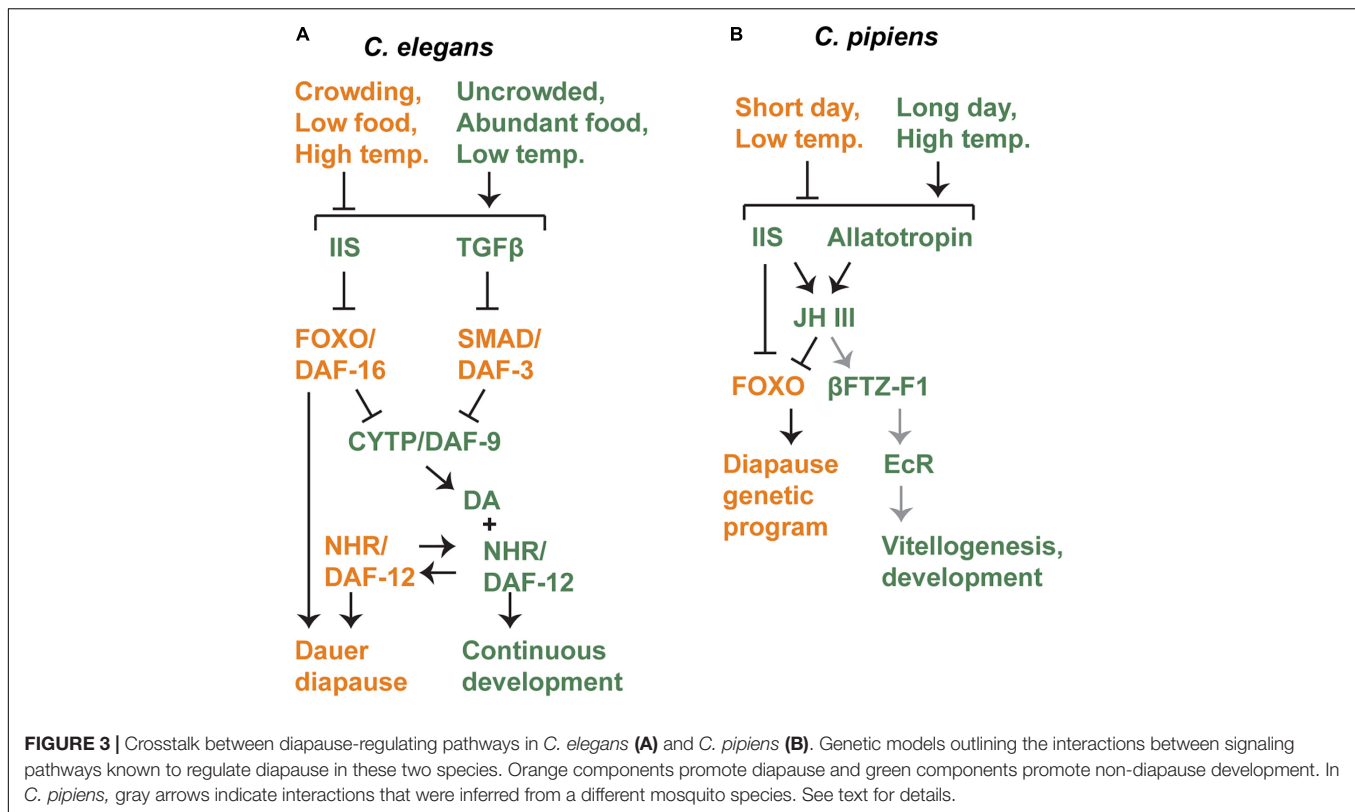 A
C. elegans
Crowding,
Low food,
High temp.
Uncrowded,
Abundant food,
Low temp.
IIS
TGFβ
FOXO/
DAF-16
SMAD/
DAF-3
CYTP/DAF-9
DA
+
NHR/
DAF-12
NHR/
DAF-12
Dauer
diapause
Continuous
development
B
C. pipiens
Short day,
Low temp.
Long day,
High temp.
IIS
Allatotropin
JH III
FOXO
βFTZ-F1
Diapause
genetic
program
EcR
Vitellogenesis,
development
FIGURE 3 | Crosstalk between diapause-regulating pathways in C. elegans (A) and C. pipiens (B). Genetic models outlining the interactions between signaling
pathways known to regulate diapause in these two species. Orange components promote diapause and green components promote non-diapause development. In
C. pipiens, gray arrows indicate interactions that were inferred from a different mosquito species. See text for details.